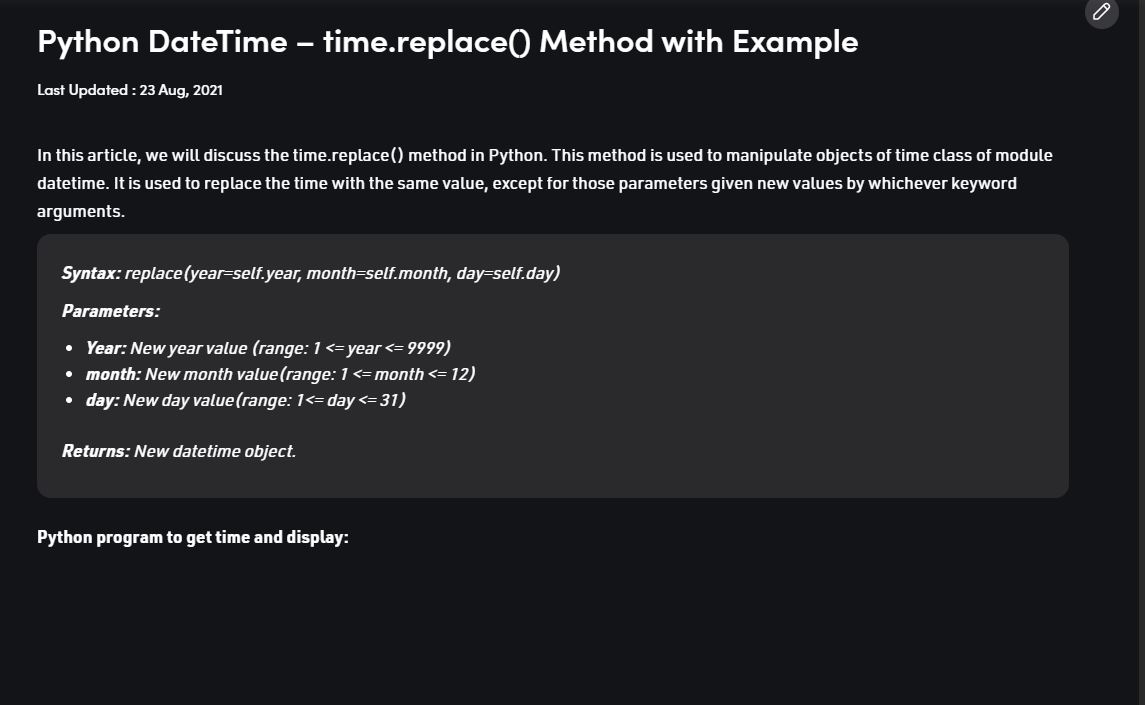 Python DateTime – time.replace() Method with Example
Last Updated : 23 Aug, 2021
In this article, we will discuss the time.replace() method in Python. This method is used to manipulate objects of time class of module
datetime. It is used to replace the time with the same value, except for those parameters given new values by whichever keyword
arguments.
Syntax: replace(year=self.year, month=self.month, day=self.day)
Parameters:
• Year: New year value (range: 1 <= year <= 9999)
• month: New month value(range: 1 <= month <= 12)
• day: New day value(range: 1<= day <= 31)
Returns: New datetime object.
Python program to get time and display: